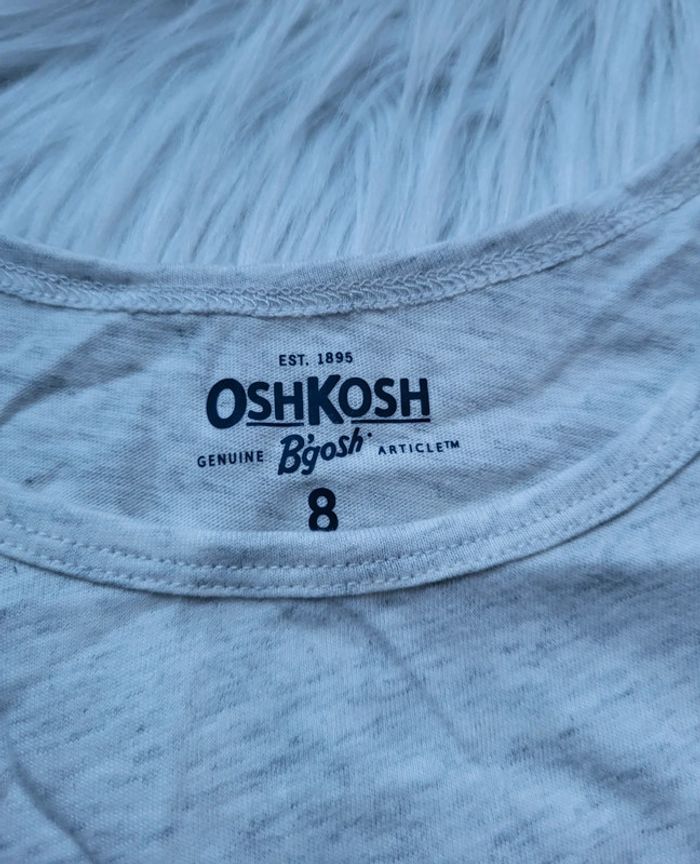 EST. 1895
OSHKOSH
GENUINE B'gosh ARTICLE™
8